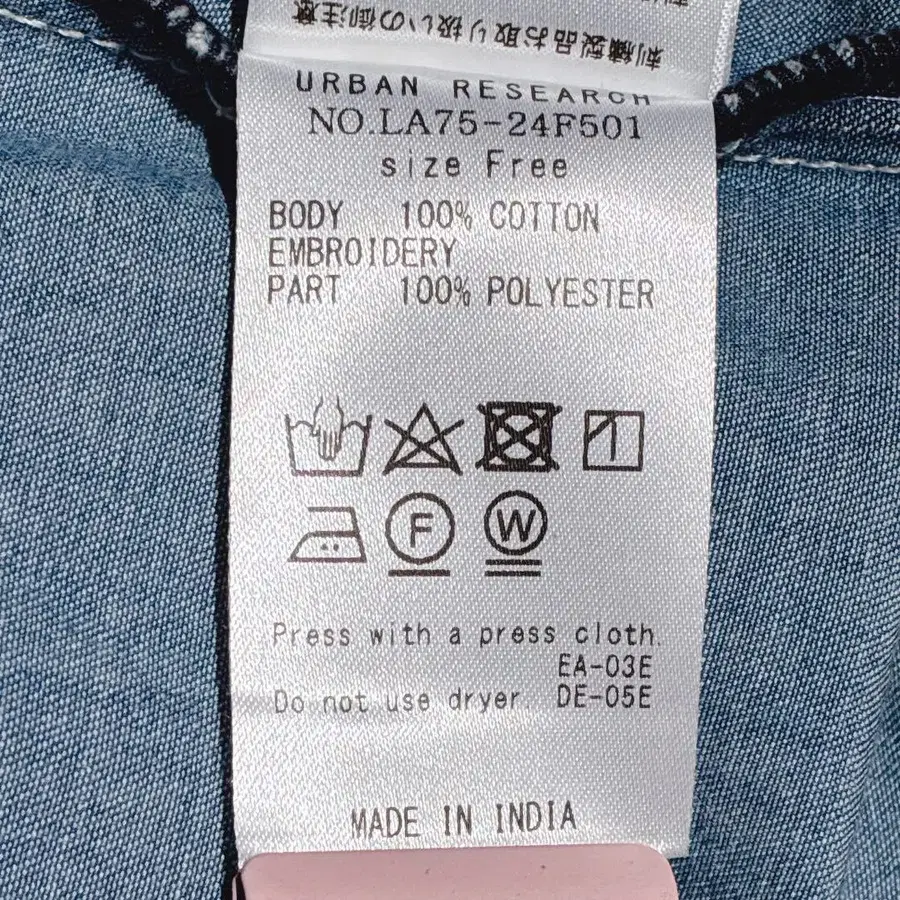 刺繍製品お取り扱いの御注意
URBAN RESEARCH
NO.LA75-24F501
size Free
BODY 100% COTTON
EMBROIDERY
PART 100% POLYESTER
F W
Press with a press cloth.
EA-03E
Do not use dryer. DE-05E
MADE IN INDIA